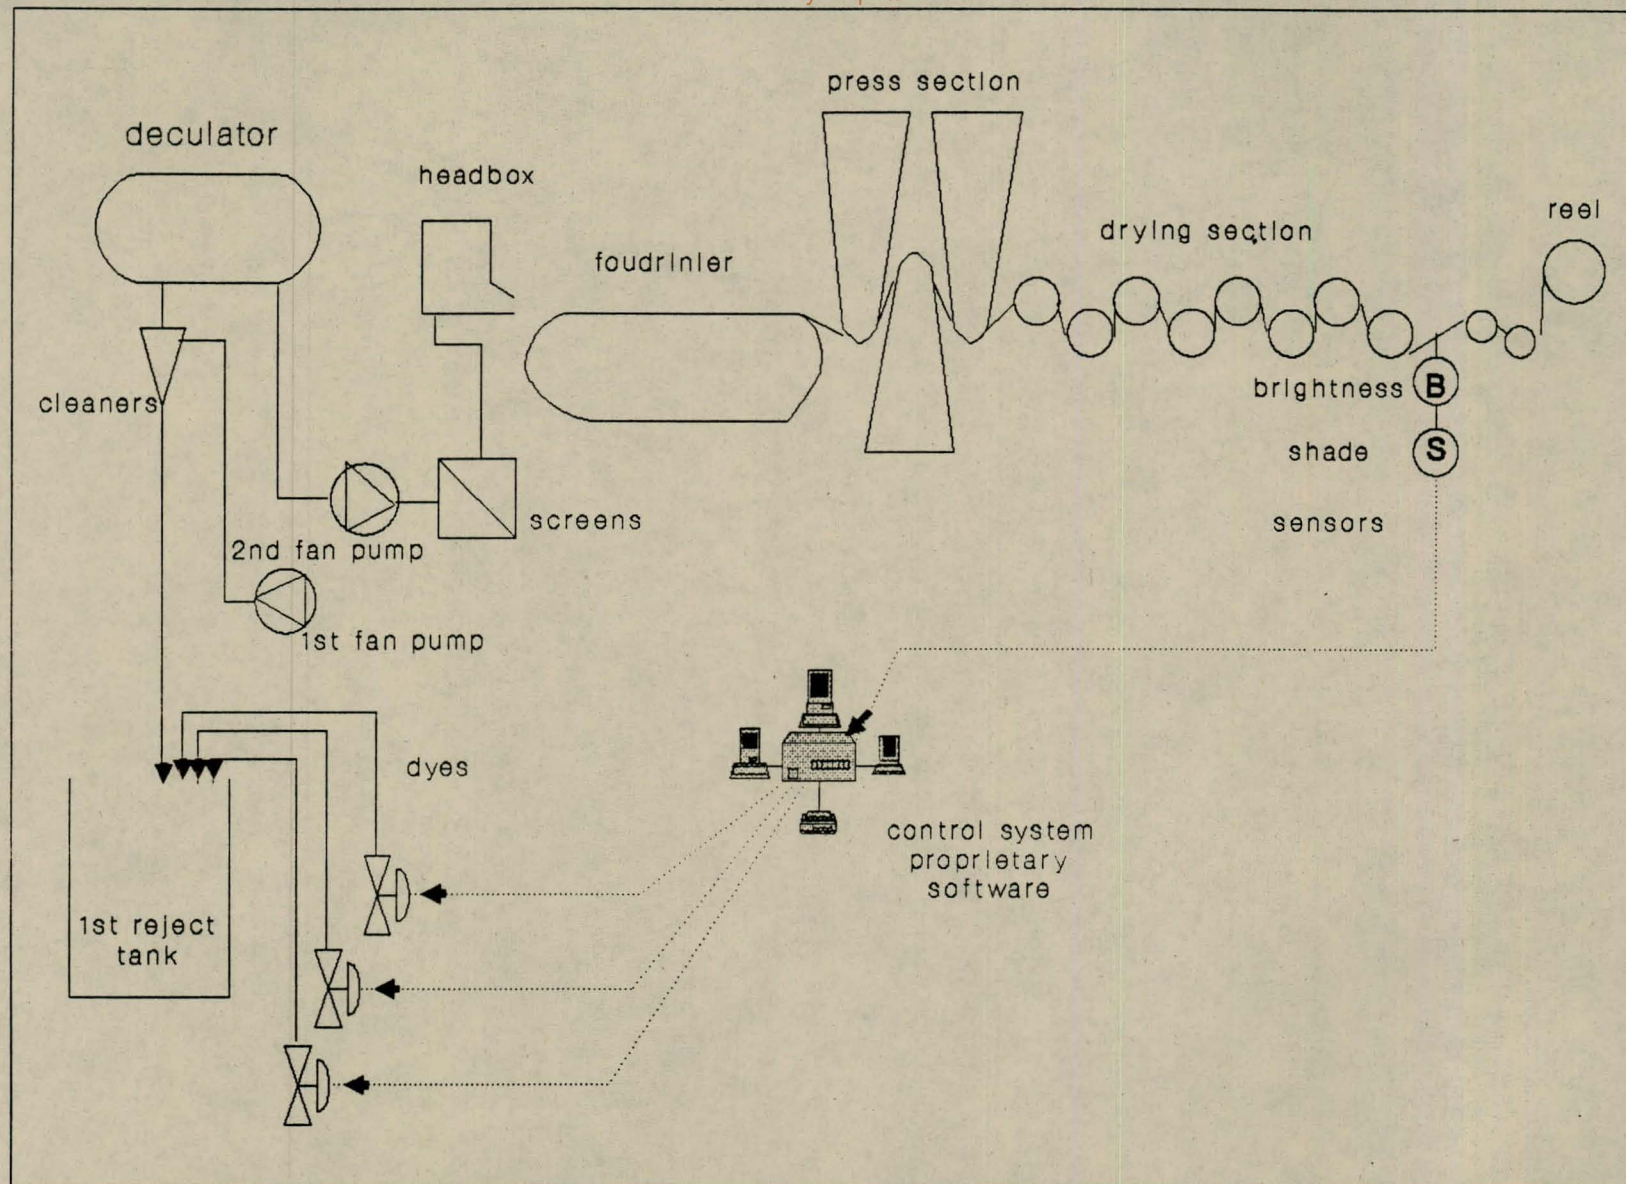 press section
deculator
headbox
reel
drying section
foudrinier
cleaners
brightness B
shade S
screens
sensors
2nd fan pump
1st fan pump
dyes
control system
proprietary
software
1st reject
tank